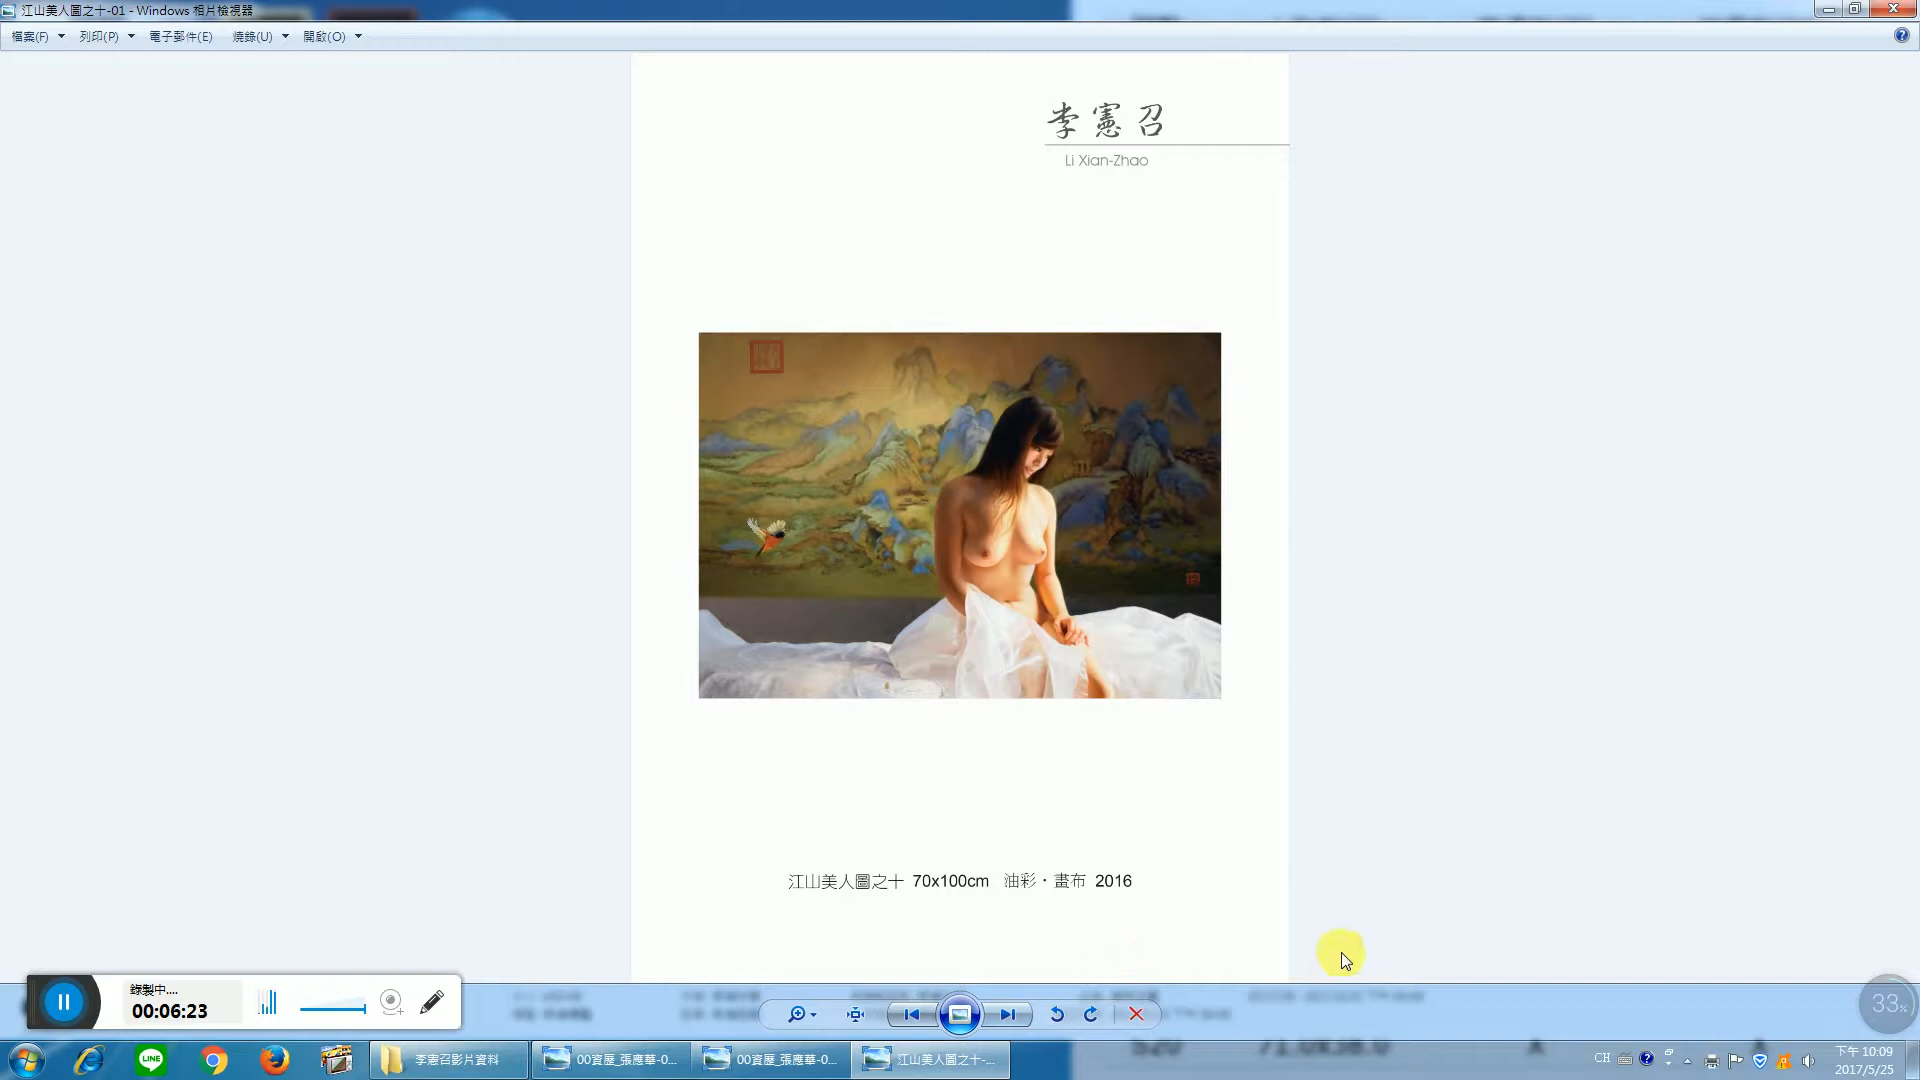 江山美人圖之十-01 - Windows 相片檢視器
檔案(F) 列印(P) 電子郵件(E) 燒錄(U) 開啟(O)
李憲召
Li Xian-Zhao
江山美人圖之十 70x100cm 油彩・畫布 2016
錄製中....
00:06:23
33%
李憲召影片資料
00資歷_張應華-0...
00資歷_張應華-0...
江山美人圖之十-...
LINE
CH
下午 10:09
2017/5/25